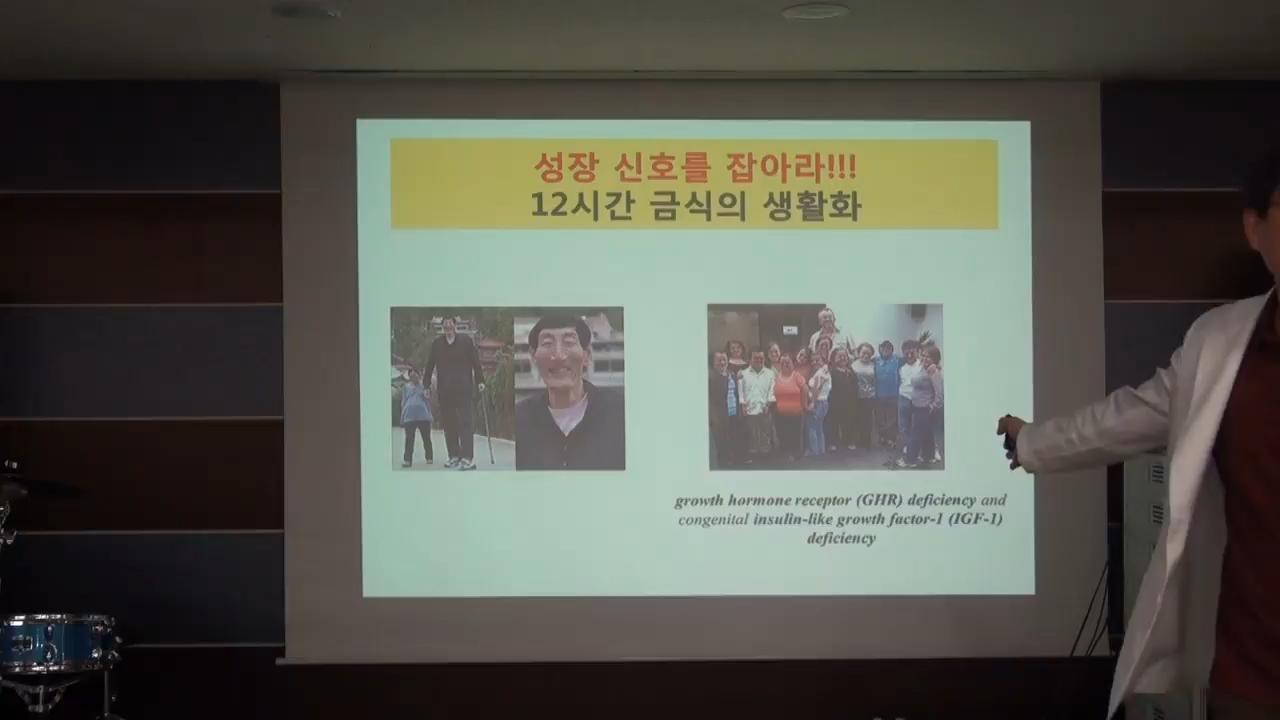 성장 신호를 잡아라!!!
12시간 금식의 생활화
growth hormone receptor (GHR) deficiency and
congenital insulin-like growth factor-1 (IGF-1)
deficiency